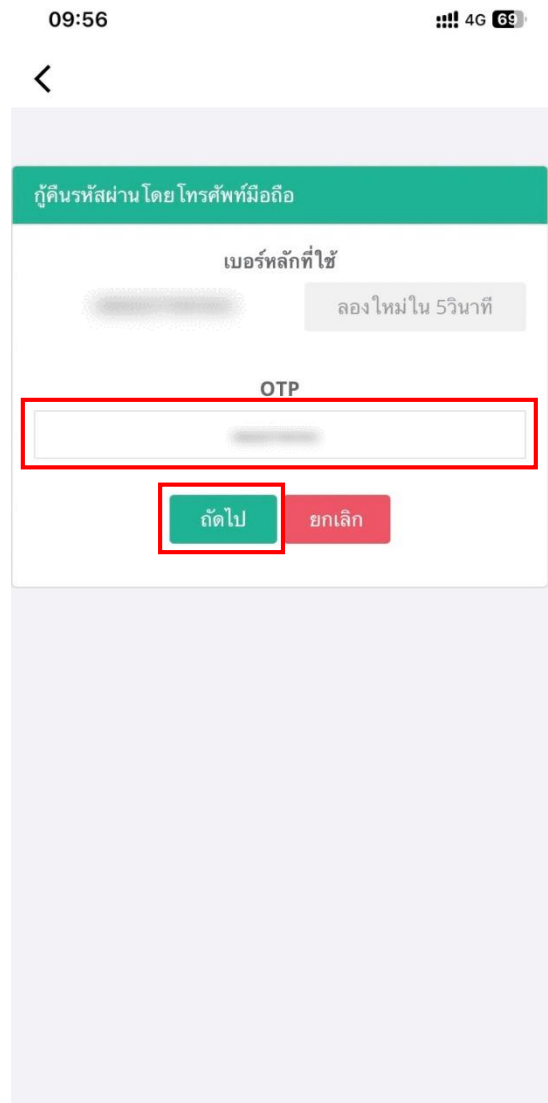 09:56 4G 69
กู้คืนรหัสผ่านโดยโทรศัพท์มือถือ
เบอร์หลักที่ใช้
ลองใหม่ใน 5วินาที
OTP
ถัดไป ยกเลิก